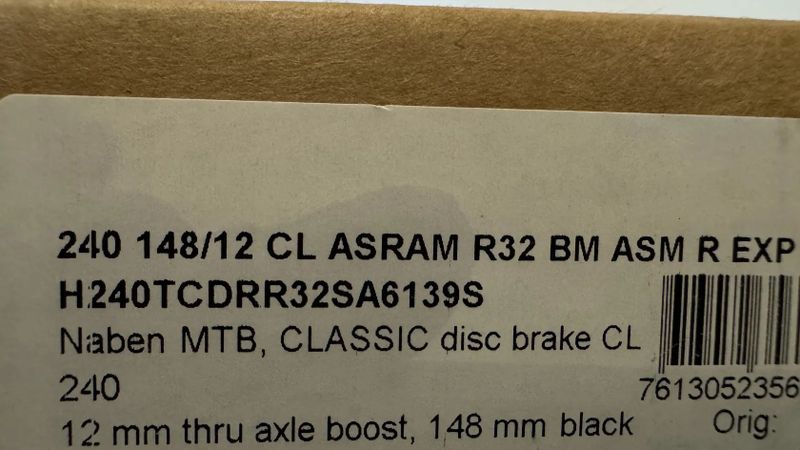 240 148/12 CL ASRAM R32 BM ASM R EXP
H240TCDRR32SA6139S
Naben MTB, CLASSIC disc brake CL
240
7613052356
12 mm thru axle boost, 148 mm black
Orig: